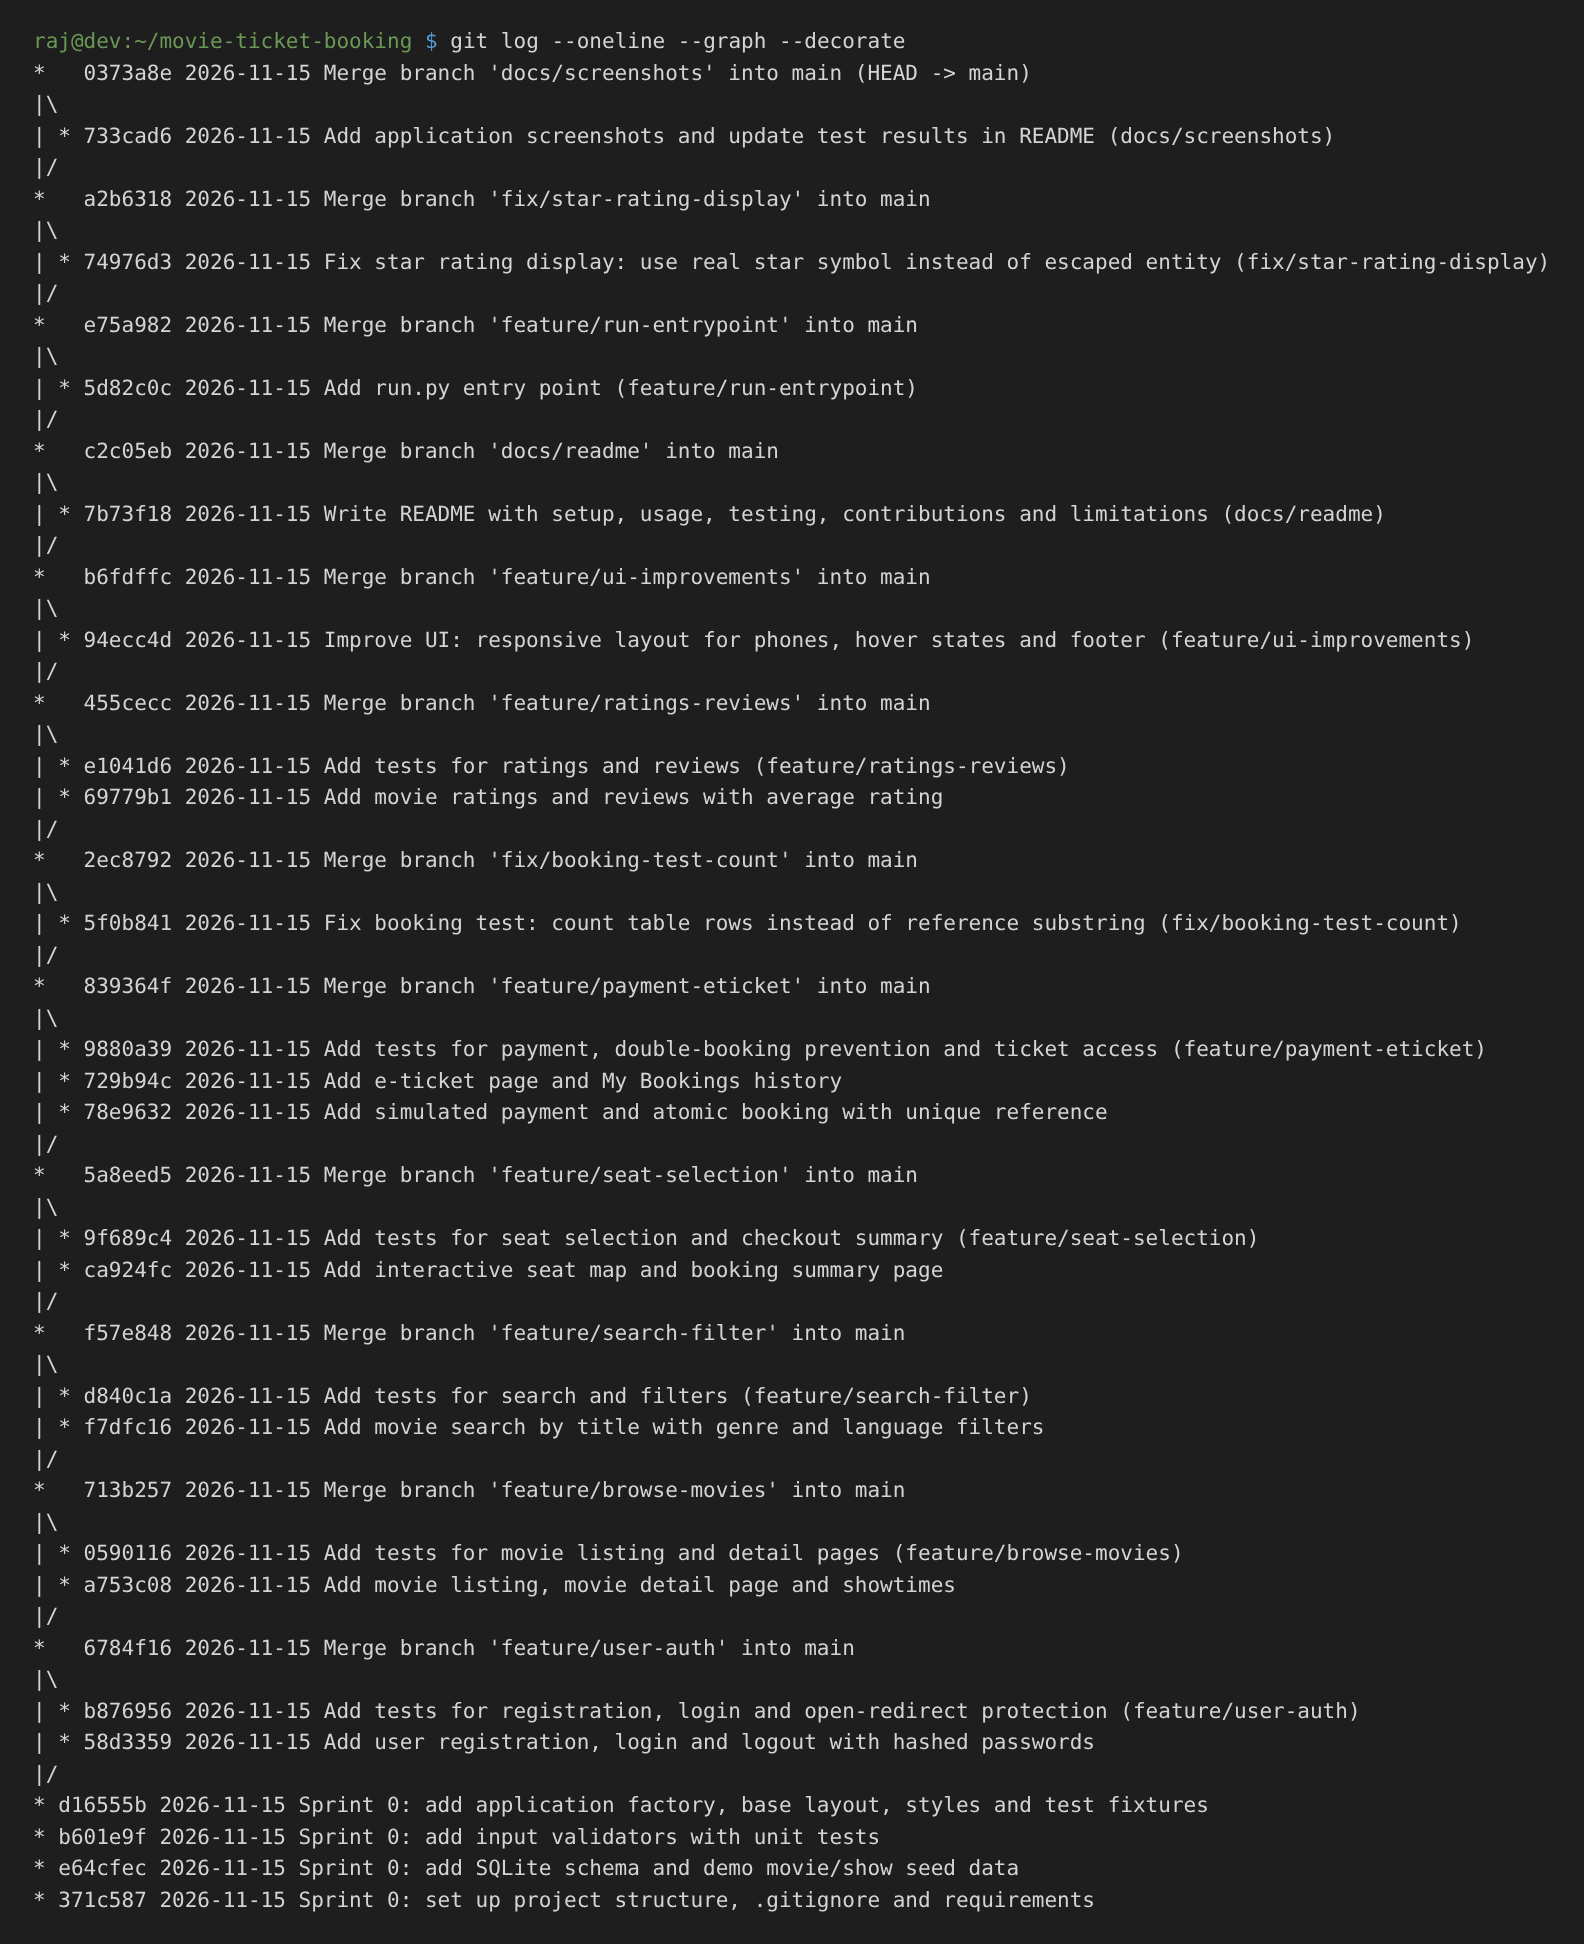 raj@dev:~/movie-ticket-booking $ git log --oneline --graph --decorate
*   0373a8e 2026-11-15 Merge branch 'docs/screenshots' into main (HEAD -> main)
|\
| * 733cad6 2026-11-15 Add application screenshots and update test results in README (docs/screenshots)
|/
*   a2b6318 2026-11-15 Merge branch 'fix/star-rating-display' into main
|\
| * 74976d3 2026-11-15 Fix star rating display: use real star symbol instead of escaped entity (fix/star-rating-display)
|/
*   e75a982 2026-11-15 Merge branch 'feature/run-entrypoint' into main
|\
| * 5d82c0c 2026-11-15 Add run.py entry point (feature/run-entrypoint)
|/
*   c2c05eb 2026-11-15 Merge branch 'docs/readme' into main
|\
| * 7b73f18 2026-11-15 Write README with setup, usage, testing, contributions and limitations (docs/readme)
|/
*   b6fdffc 2026-11-15 Merge branch 'feature/ui-improvements' into main
|\
| * 94ecc4d 2026-11-15 Improve UI: responsive layout for phones, hover states and footer (feature/ui-improvements)
|/
*   455cecc 2026-11-15 Merge branch 'feature/ratings-reviews' into main
|\
| * e1041d6 2026-11-15 Add tests for ratings and reviews (feature/ratings-reviews)
| * 69779b1 2026-11-15 Add movie ratings and reviews with average rating
|/
*   2ec8792 2026-11-15 Merge branch 'fix/booking-test-count' into main
|\
| * 5f0b841 2026-11-15 Fix booking test: count table rows instead of reference substring (fix/booking-test-count)
|/
*   839364f 2026-11-15 Merge branch 'feature/payment-eticket' into main
|\
| * 9880a39 2026-11-15 Add tests for payment, double-booking prevention and ticket access (feature/payment-eticket)
| * 729b94c 2026-11-15 Add e-ticket page and My Bookings history
| * 78e9632 2026-11-15 Add simulated payment and atomic booking with unique reference
|/
*   5a8eed5 2026-11-15 Merge branch 'feature/seat-selection' into main
|\
| * 9f689c4 2026-11-15 Add tests for seat selection and checkout summary (feature/seat-selection)
| * ca924fc 2026-11-15 Add interactive seat map and booking summary page
|/
*   f57e848 2026-11-15 Merge branch 'feature/search-filter' into main
|\
| * d840c1a 2026-11-15 Add tests for search and filters (feature/search-filter)
| * f7dfc16 2026-11-15 Add movie search by title with genre and language filters
|/
*   713b257 2026-11-15 Merge branch 'feature/browse-movies' into main
|\
| * 0590116 2026-11-15 Add tests for movie listing and detail pages (feature/browse-movies)
| * a753c08 2026-11-15 Add movie listing, movie detail page and showtimes
|/
*   6784f16 2026-11-15 Merge branch 'feature/user-auth' into main
|\
| * b876956 2026-11-15 Add tests for registration, login and open-redirect protection (feature/user-auth)
| * 58d3359 2026-11-15 Add user registration, login and logout with hashed passwords
|/
* d16555b 2026-11-15 Sprint 0: add application factory, base layout, styles and test fixtures
* b601e9f 2026-11-15 Sprint 0: add input validators with unit tests
* e64cfec 2026-11-15 Sprint 0: add SQLite schema and demo movie/show seed data
* 371c587 2026-11-15 Sprint 0: set up project structure, .gitignore and requirements